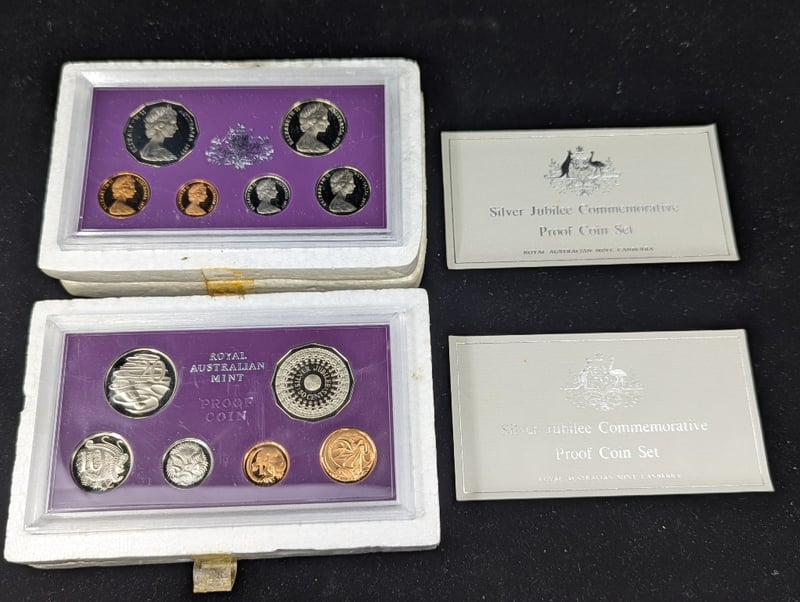 ROYAL
AUSTRALIAN
MINT
PROOF
COIN
Silver Jubilee Commemorative
Proof Coin Set
ROYAL AUSTRALIAN MINT CANBERRA
Silver Jubilee Commemorative
Proof Coin Set
ROYAL AUSTRALIAN MINT CANBERRA